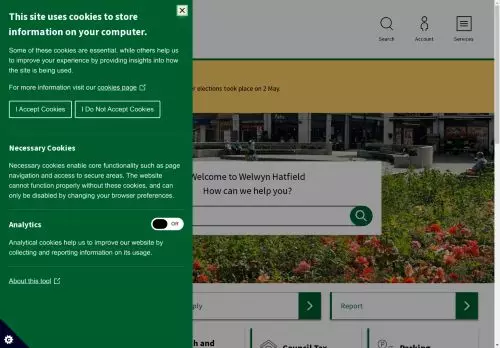 This site uses cookies to store
information on your computer.
Some of these cookies are essential, while others help us
to improve your experience by providing insights into how
the site is being used.
For more information visit our cookies page
I Accept Cookies
I Do Not Accept Cookies
Necessary Cookies
Necessary cookies enable core functionality such as page
navigation and access to secure areas. The website
cannot function properly without these cookies, and can
only be disabled by changing your browser preferences.
Analytics
Off
Analytical cookies help us to improve our website by
collecting and reporting information on its usage.
About this tool
Search
Account
Services
elections took place on 2 May.
Welcome to Welwyn Hatfield
How can we help you?
Report
and
Council Tax
Parking